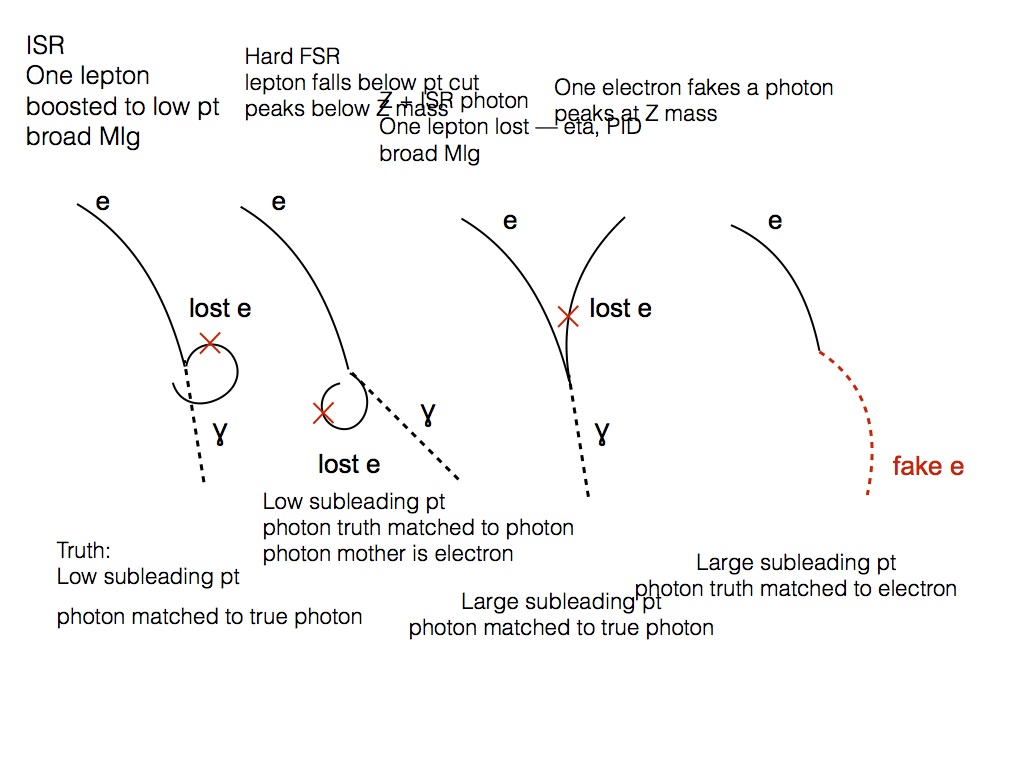 ISR
One lepton
boosted to low pt
broad Mlg
Hard FSR
lepton falls below pt cut
peaks below Z mass
Z + ISR photon
One lepton lost — eta, PID
broad Mlg
One electron fakes a photon
peaks at Z mass
e
e
e
e
lost e
lost e
γ
γ
γ
lost e
fake e
Low subleading pt
photon truth matched to photon
photon mother is electron
Truth:
Low subleading pt
photon matched to true photon
Large subleading pt
photon matched to true photon
Large subleading pt
photon truth matched to electron